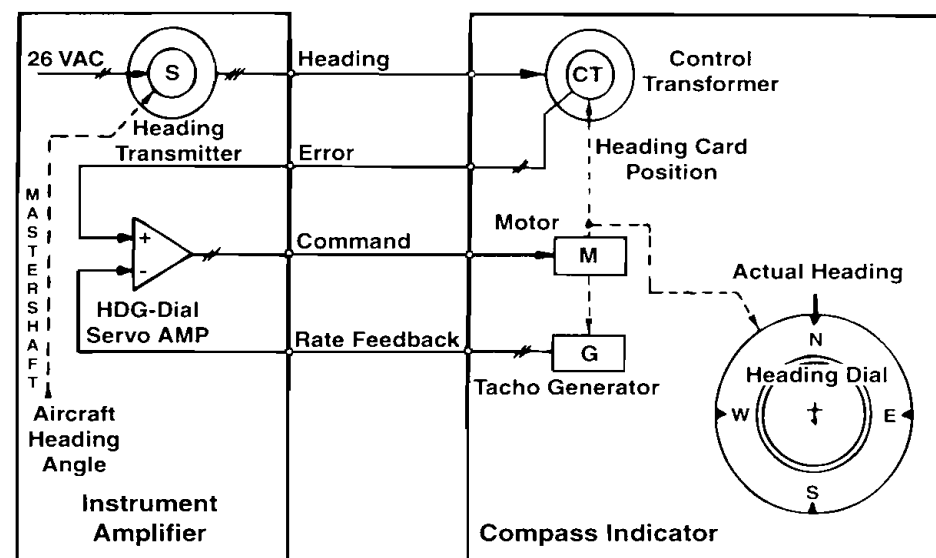 26 VAC
S
Heading
Transmitter
Heading
CT
Control
Transformer
Error
Heading Card
Position
MASTERSHAFT
+
-
HDG-Dial
Servo AMP
Command
Motor
M
Rate Feedback
G
Tacho Generator
Actual Heading
N
Heading Dial
W
E
S
Aircraft
Heading
Angle
Instrument
Amplifier
Compass Indicator